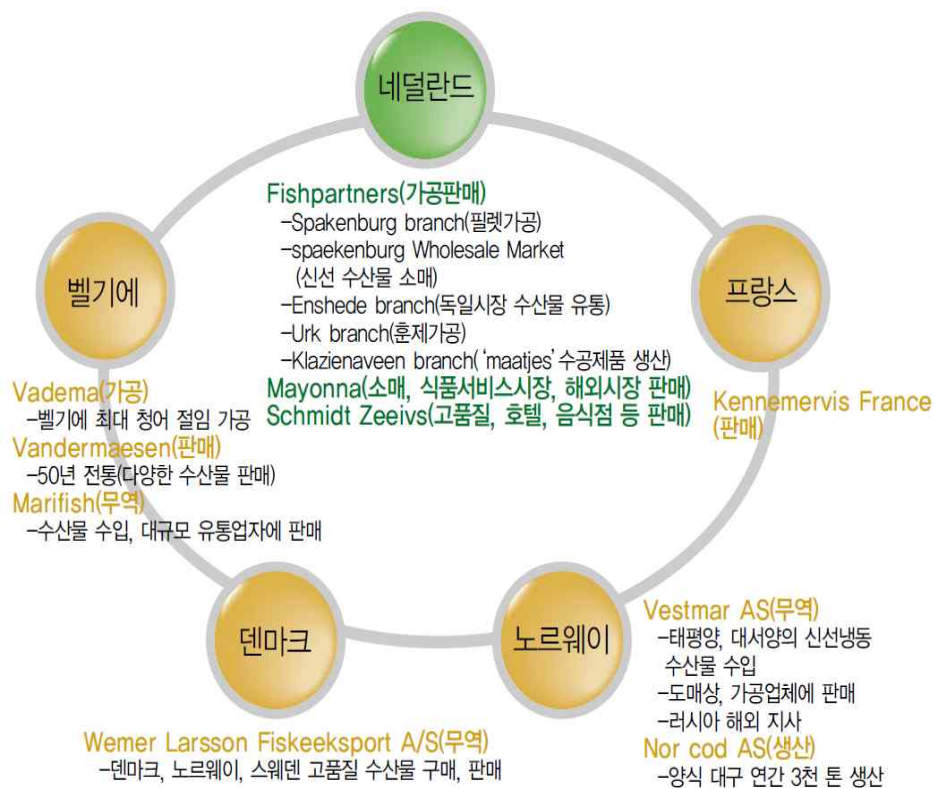 네덜란드
Fishpartners(가공판매)
-Spakenburg branch(필렛가공)
-spaekenburg Wholesale Market
(신선 수산물 소매)
-Enshede branch(독일시장 수산물 유통)
-Urk branch(훈제가공)
-Klazienaveen branch('maatjes' 수공제품 생산)
Mayonna(소매, 식품서비스시장, 해외시장 판매)
Schmidt Zeeivs(고품질, 호텔, 음식점 등 판매)
벨기에
Vadema(가공)
-벨기에 최대 청어 절임 가공
Vandermaesen(판매)
-50년 전통(다양한 수산물 판매)
Marifish(무역)
-수산물 수입, 대규모 유통업자에 판매
프랑스
Kennemervis France
(판매)
덴마크
Wemer Larsson Fiskeeksport A/S(무역)
-덴마크, 노르웨이, 스웨덴 고품질 수산물 구매, 판매
노르웨이
Vestmar AS(무역)
-태평양, 대서양의 신선냉동
수산물 수입
-도매상, 가공업체에 판매
-러시아 해외 지사
Nor cod AS(생산)
-양식 대구 연간 3천 톤 생산